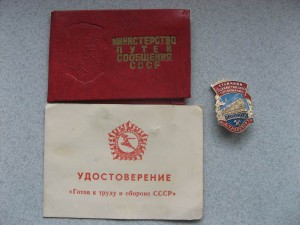 МИНИСТЕРСТВО
ПУТЕЙ
СООБЩЕНИЯ
СССР
УДОСТОВЕРЕНИЕ
«Готов к труду и обороне СССР»